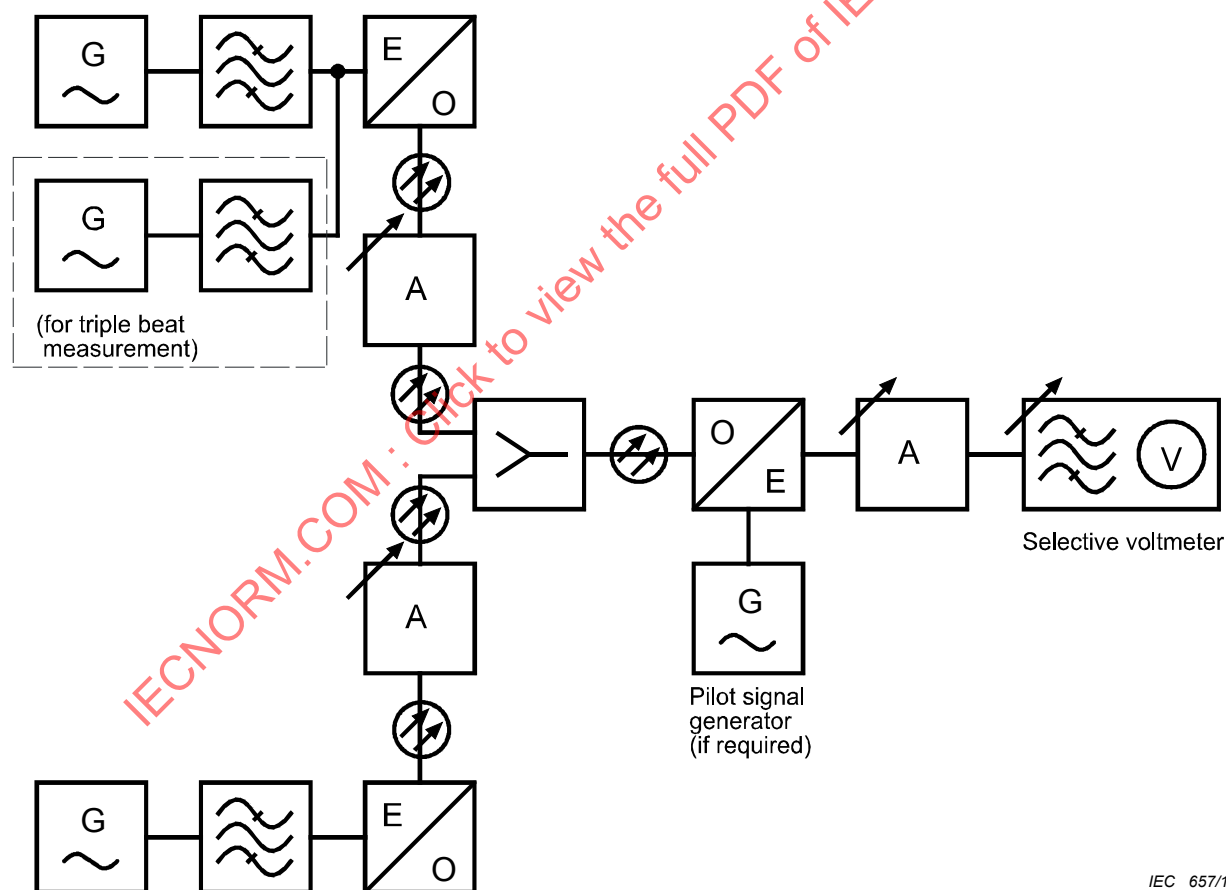 G
E
O
G
(for triple beat
measurement)
A
O
E
A
V
Selective voltmeter
A
G
Pilot signal
generator
(if required)
G
E
O
IECNORM.COM : Click to view the full PDF of IE
IEC 657/1